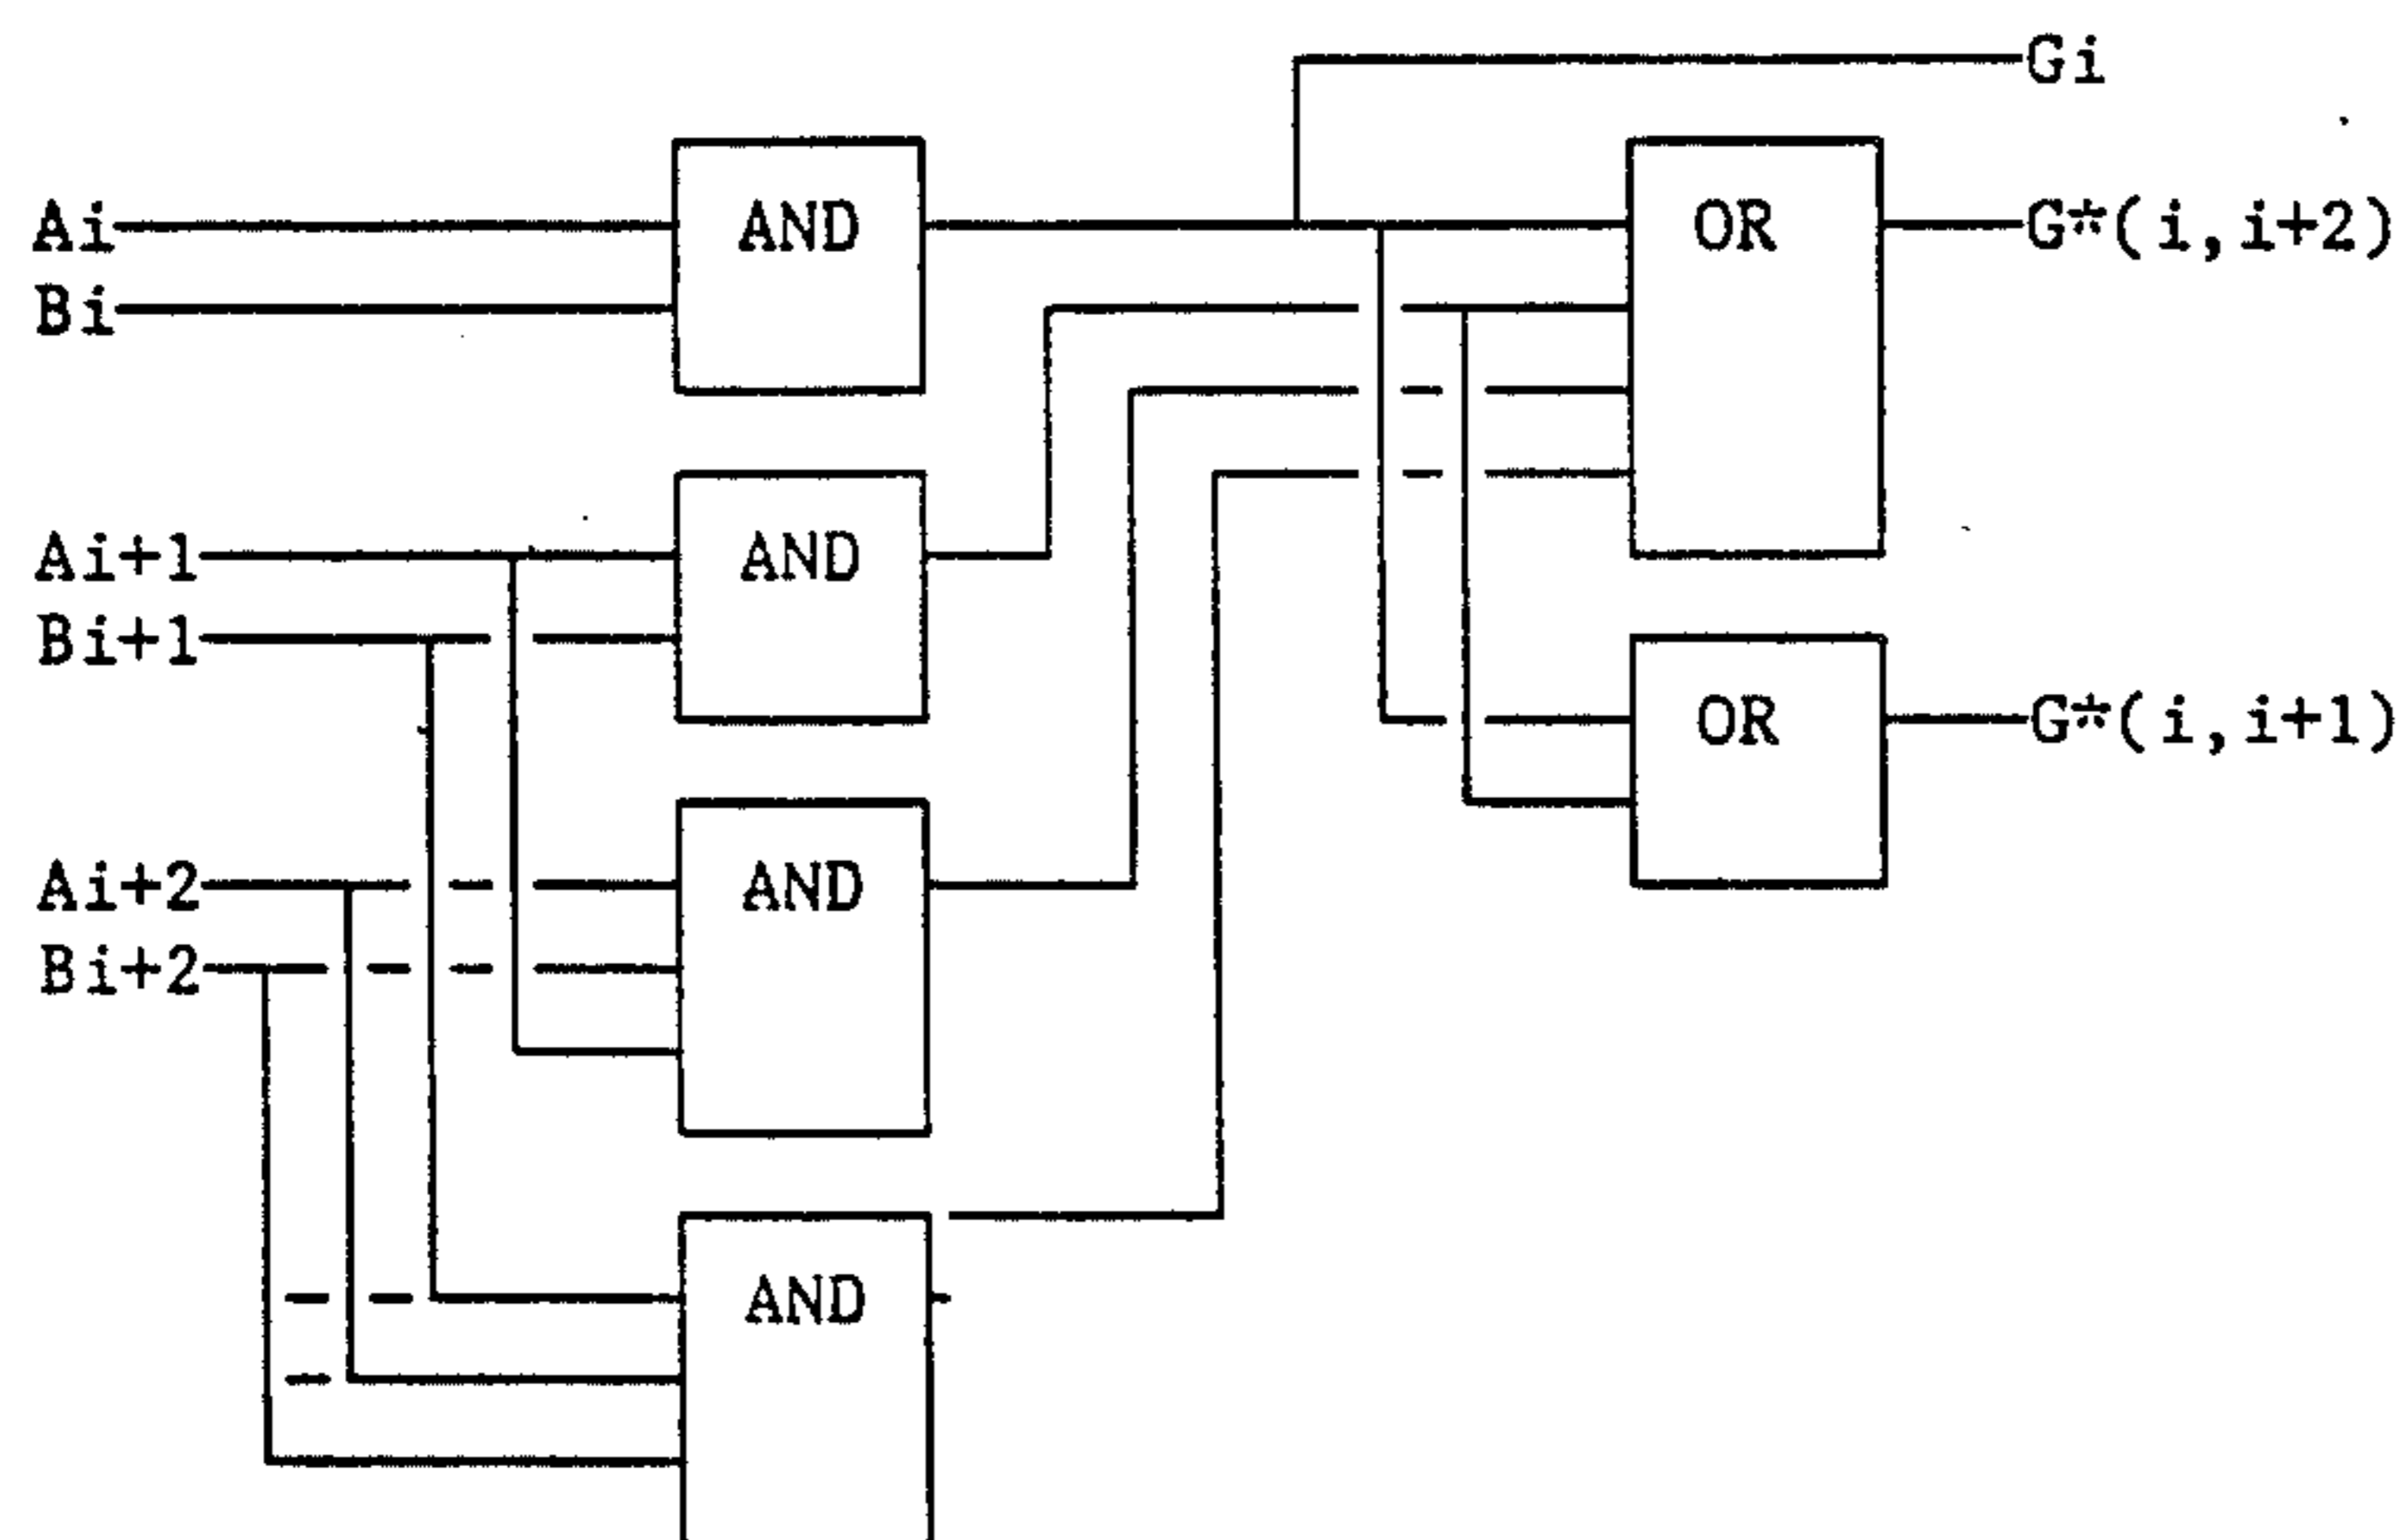 Gi
Ai
AND
OR
G*(i,i+2)
Bi
Ai+1
AND
Bi+1
OR
G*(i,i+1)
Ai+2
AND
Bi+2
AND